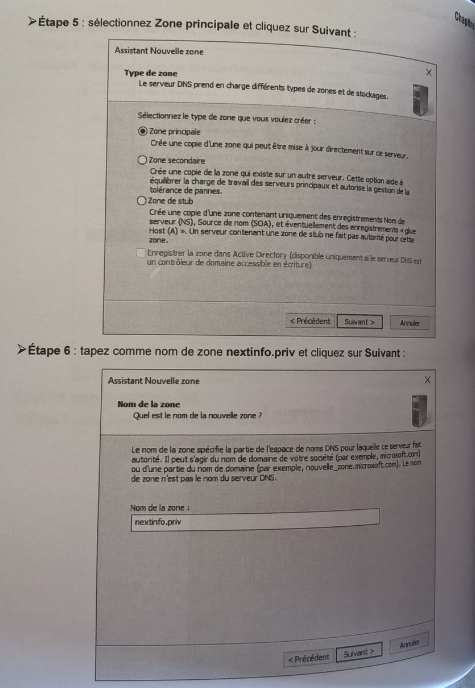 ➢Étape 5 : sélectionnez Zone principale et cliquez sur Suivant :
Assistant Nouvelle zone
X
Type de zone
Le serveur DNS prend en charge différents types de zones et de stockages.
Sélectionnez le type de zone que vous voulez créer :
Zone principale
Crée une copie d'une zone qui peut être mise à jour directement sur ce serveur.
Zone secondaire
Crée une copie de la zone qui existe sur un autre serveur. Cette option aide à
équilibrer la charge de travail des serveurs principaux et autorise la gestion de la
tolérance de pannes.
Zone de stub
Crée une copie d'une zone contenant uniquement des enregistrements Nom de
serveur (NS), Source de nom (SOA), et éventuellement des enregistrements « glue
Host (A) ». Un serveur contenant une zone de stub ne fait pas autorité pour cette
zone.
Enregistrer la zone dans Active Directory (disponible uniquement si le serveur DNS est
un contrôleur de domaine accessible en écriture)
< Précédent
Suivant >
Annuler
➢Étape 6 : tapez comme nom de zone nextinfo.priv et cliquez sur Suivant :
Assistant Nouvelle zone
X
Nom de la zone
Quel est le nom de la nouvelle zone ?
Le nom de la zone spécifie la partie de l'espace de noms DNS pour laquelle ce serveur fait
autorité. Il peut s'agir du nom de domaine de votre société (par exemple, microsoft.com)
ou d'une partie du nom de domaine (par exemple, nouvelle_zone.microsoft.com). Le nom
de zone n'est pas le nom du serveur DNS.
Nom de la zone :
nextinfo.priv
< Précédent
Suivant >
Annuler